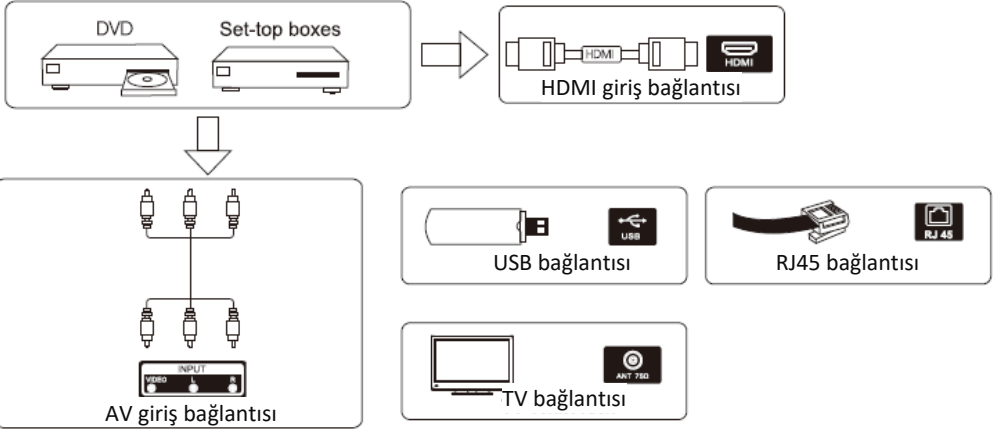 DVD
Set-top boxes
HDMI
HDMI
HDMI giriş bağlantısı
USB
USB bağlantısı
RJ 45
RJ45 bağlantısı
INPUT
VIDEO L R
AV giriş bağlantısı
ANT 75Ω
TV bağlantısı